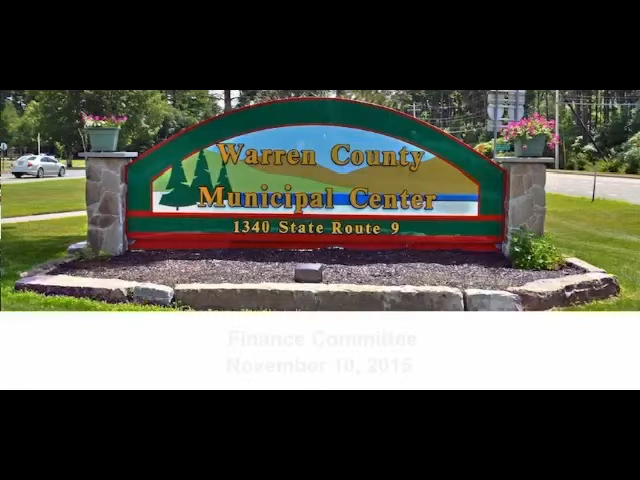 Warren County
Municipal Center
1340 State Route 9
Finance Committee
November 10, 2015